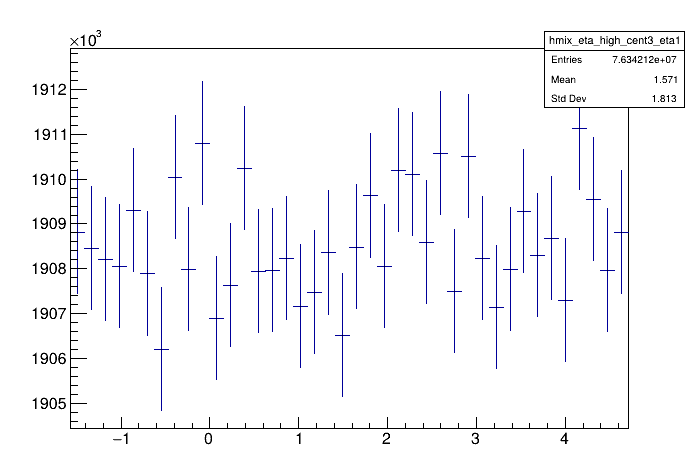 ×10³
hmix_eta_high_cent3_eta1
Entries 7.634212e+07
Mean 1.571
Std Dev 1.813
1912
1911
1910
1909
1908
1907
1906
1905
−1 0 1 2 3 4